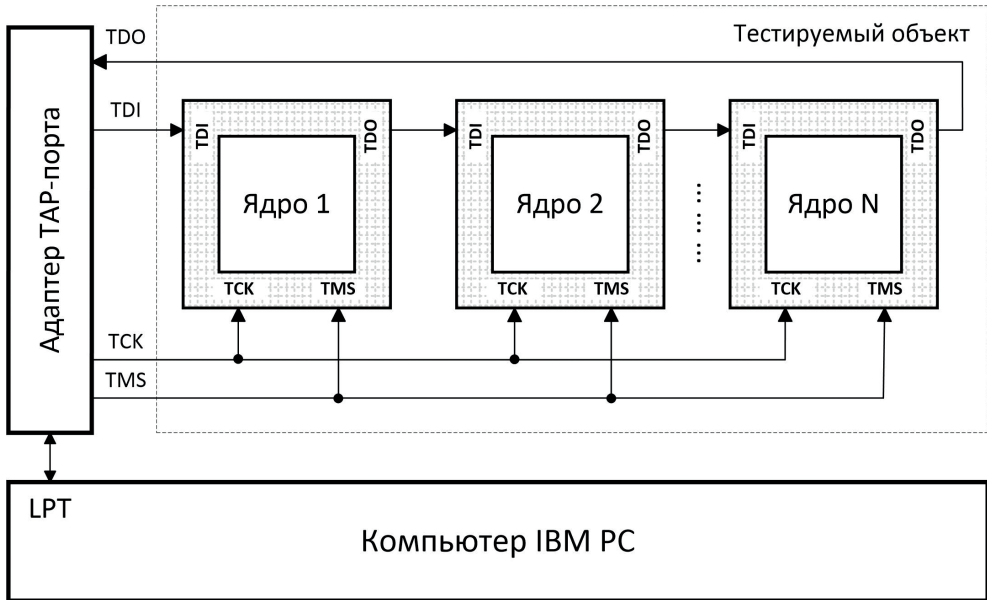 TDO
Тестируемый объект
TDI
Адаптер TAP-порта
TDI
TDO
Ядро 1
TCK
TMS
TDI
TDO
Ядро 2
TCK
TMS
TDI
TDO
Ядро N
TCK
TMS
TCK
TMS
LPT
Компьютер IBM PC